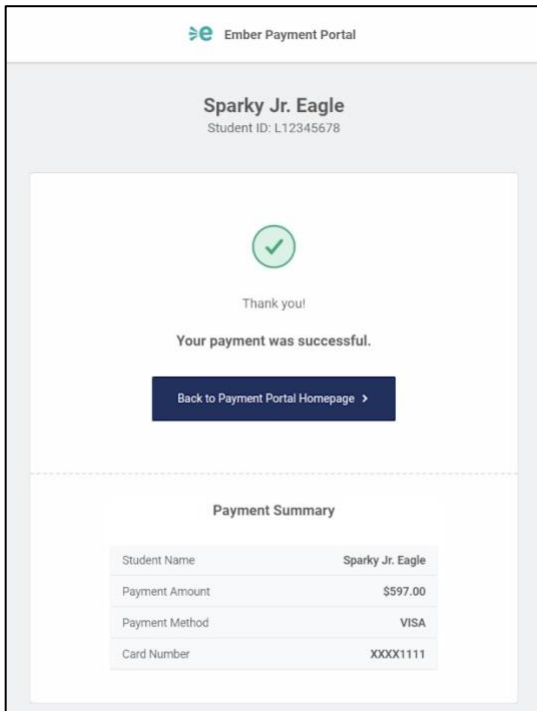 Ember Payment Portal
Sparky Jr. Eagle
Student ID: L12345678
Thank you!
Your payment was successful.
Back to Payment Portal Homepage
Payment Summary
Student Name Sparky Jr. Eagle
Payment Amount $597.00
Payment Method VISA
Card Number XXXX1111